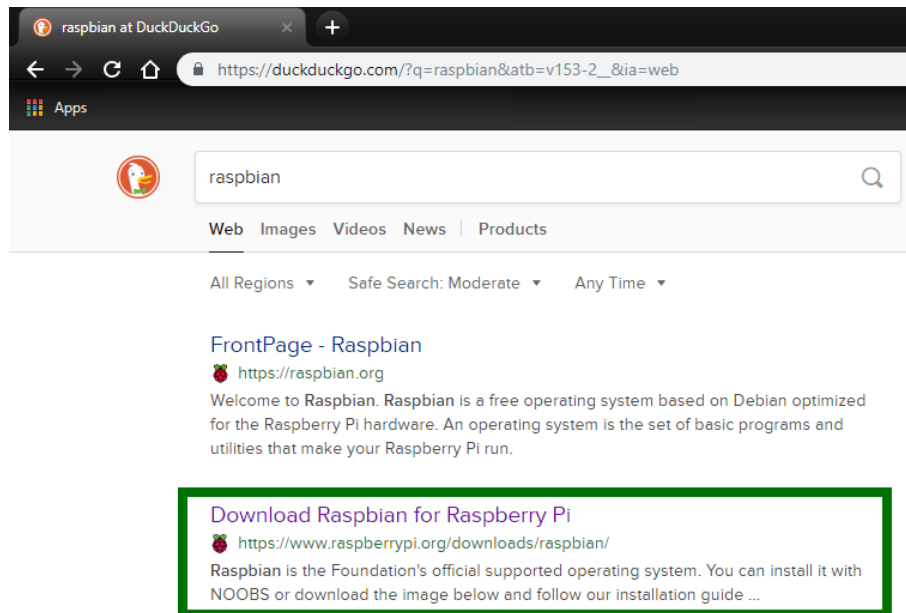 raspbian at DuckDuckGo
https://duckduckgo.com/?q=raspbian&atb=v153-2__&ia=web
Apps
raspbian
Web Images Videos News Products
All Regions Safe Search: Moderate Any Time
FrontPage - Raspbian
https://raspbian.org
Welcome to Raspbian. Raspbian is a free operating system based on Debian optimized
for the Raspberry Pi hardware. An operating system is the set of basic programs and
utilities that make your Raspberry Pi run.
Download Raspbian for Raspberry Pi
https://www.raspberrypi.org/downloads/raspbian/
Raspbian is the Foundation's official supported operating system. You can install it with
NOOBS or download the image below and follow our installation guide ...